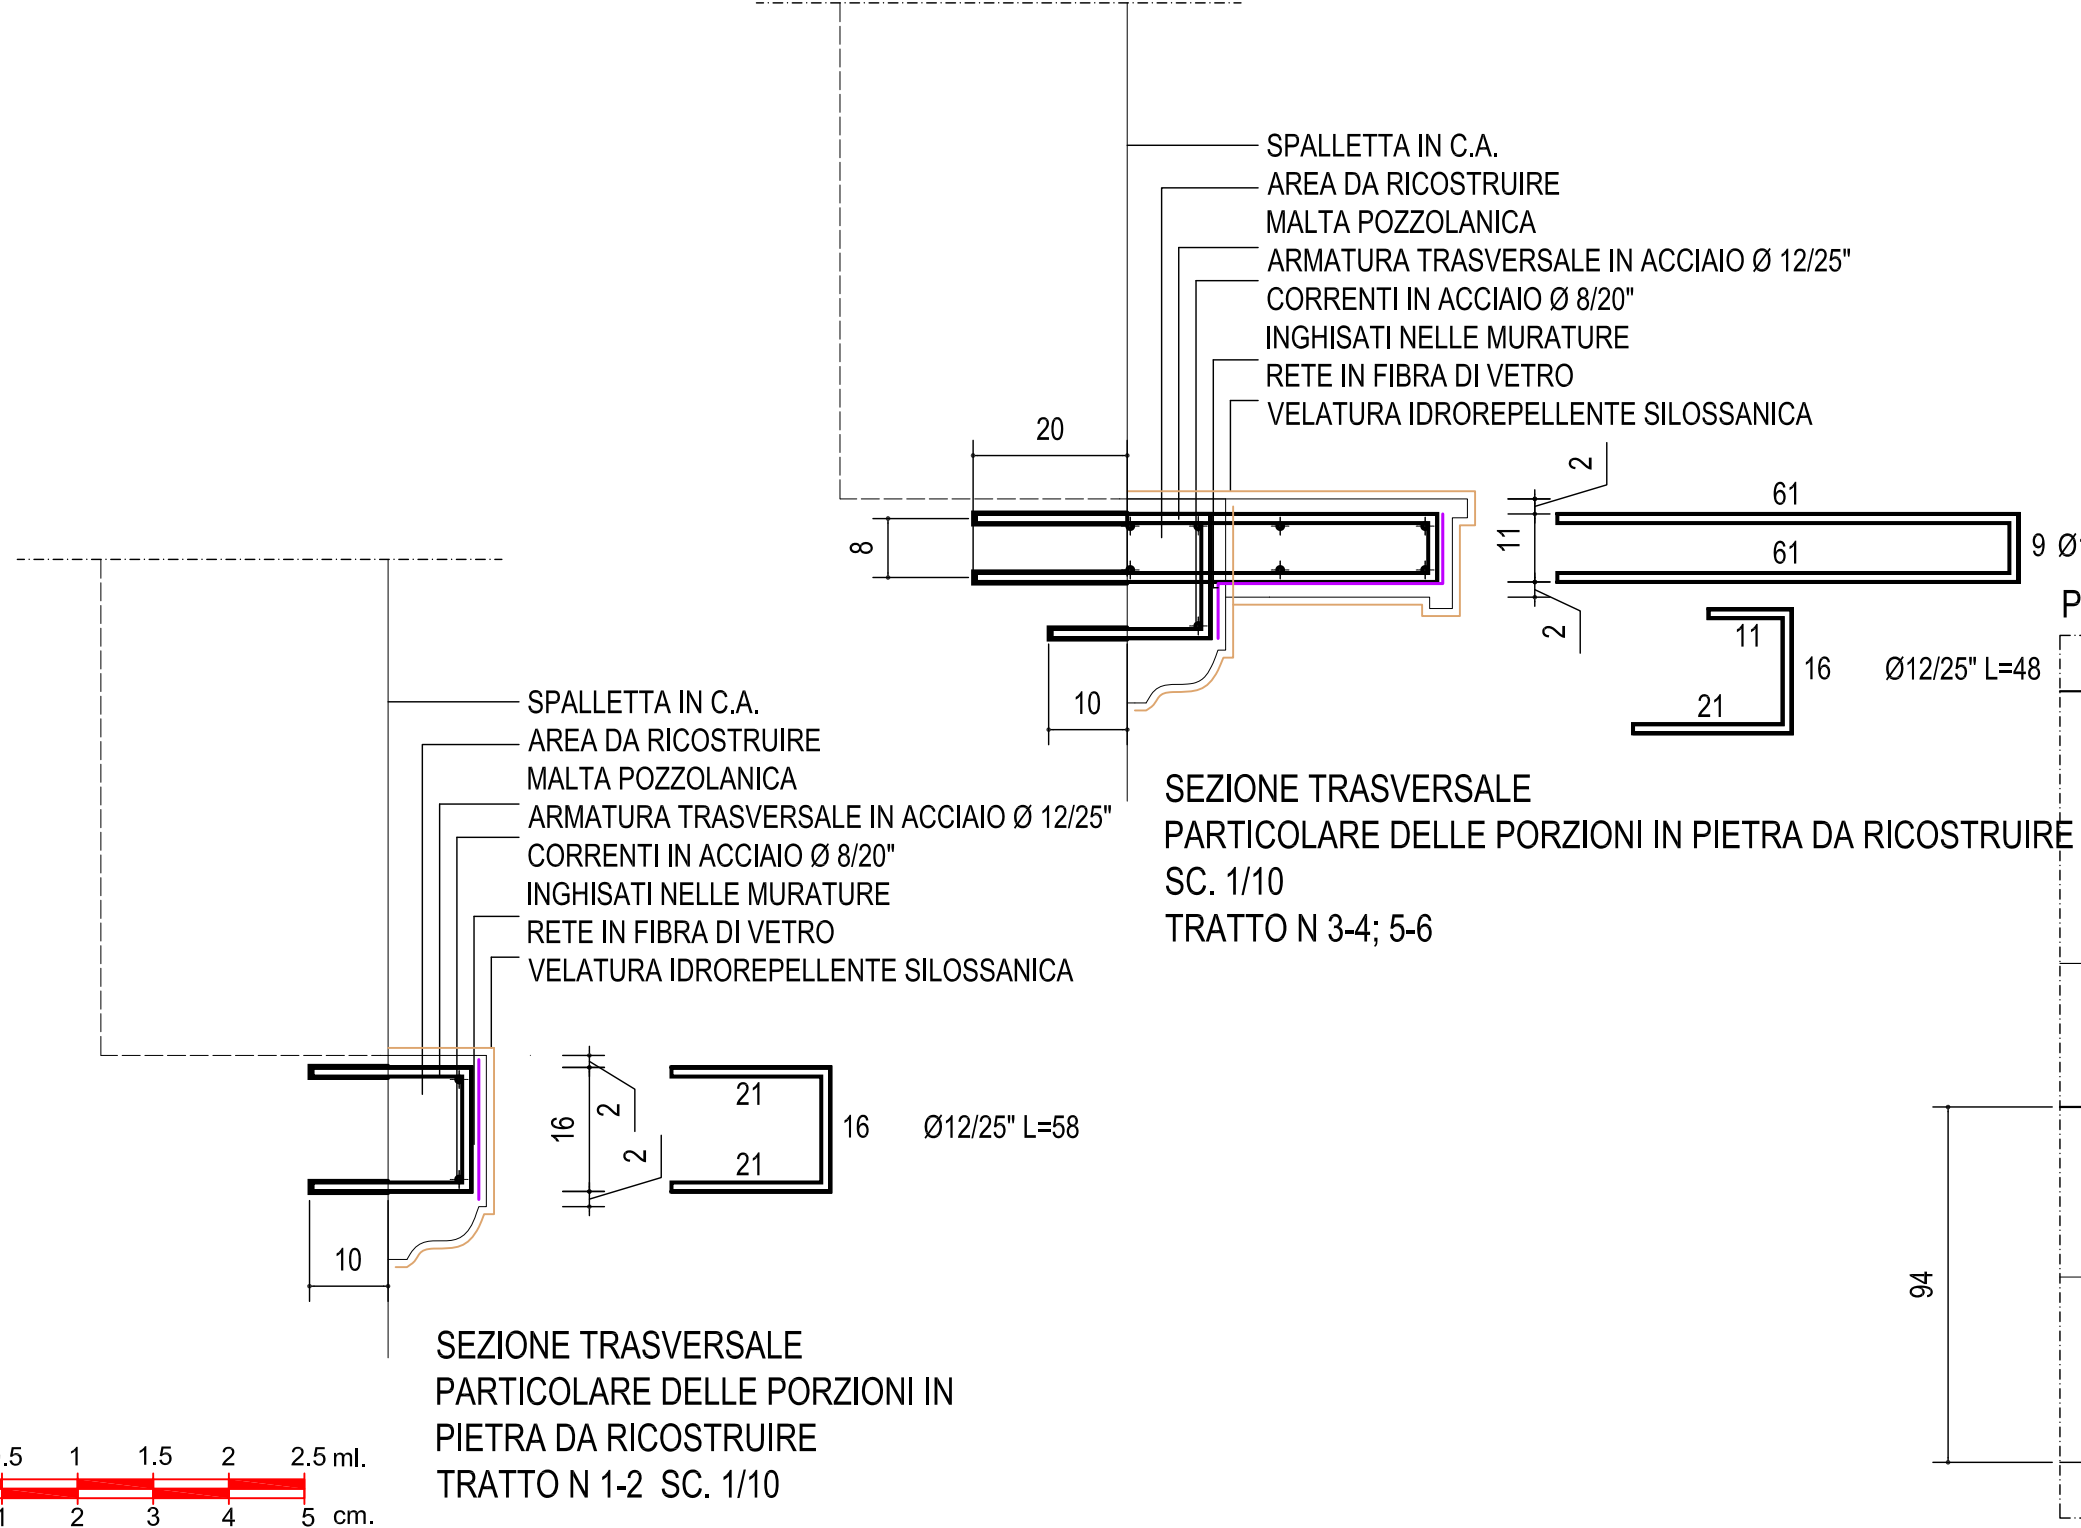 SPALLETTA IN C.A.
AREA DA RICOSTRUIRE
MALTA POZZOLANICA
ARMATURA TRASVERSALE IN ACCIAIO Ø 12/25"
CORRENTI IN ACCIAIO Ø 8/20"
INGHISATI NELLE MURATURE
RETE IN FIBRA DI VETRO
VELATURA IDROREPELLENTE SILOSSANICA
20
8
10
2
11
2
61
61
9
11
16
21
Ø12/25" L=48
SEZIONE TRASVERSALE
PARTICOLARE DELLE PORZIONI IN PIETRA DA RICOSTRUIRE
SC. 1/10
TRATTO N 3-4; 5-6
SPALLETTA IN C.A.
AREA DA RICOSTRUIRE
MALTA POZZOLANICA
ARMATURA TRASVERSALE IN ACCIAIO Ø 12/25"
CORRENTI IN ACCIAIO Ø 8/20"
INGHISATI NELLE MURATURE
RETE IN FIBRA DI VETRO
VELATURA IDROREPELLENTE SILOSSANICA
10
16
2
2
21
21
16
Ø12/25" L=58
94
SEZIONE TRASVERSALE
PARTICOLARE DELLE PORZIONI IN
PIETRA DA RICOSTRUIRE
TRATTO N 1-2 SC. 1/10
.5 1 1.5 2 2.5 ml.
1 2 3 4 5 cm.